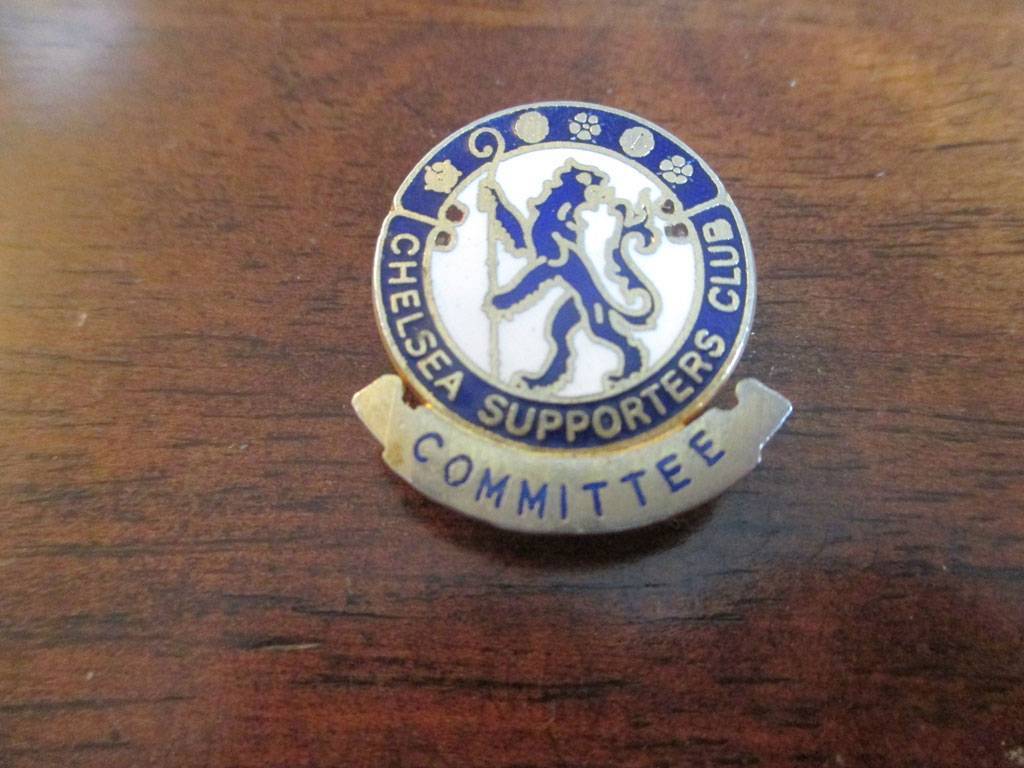 CHELSEA SUPPORTERS CLUB
COMMITTEE